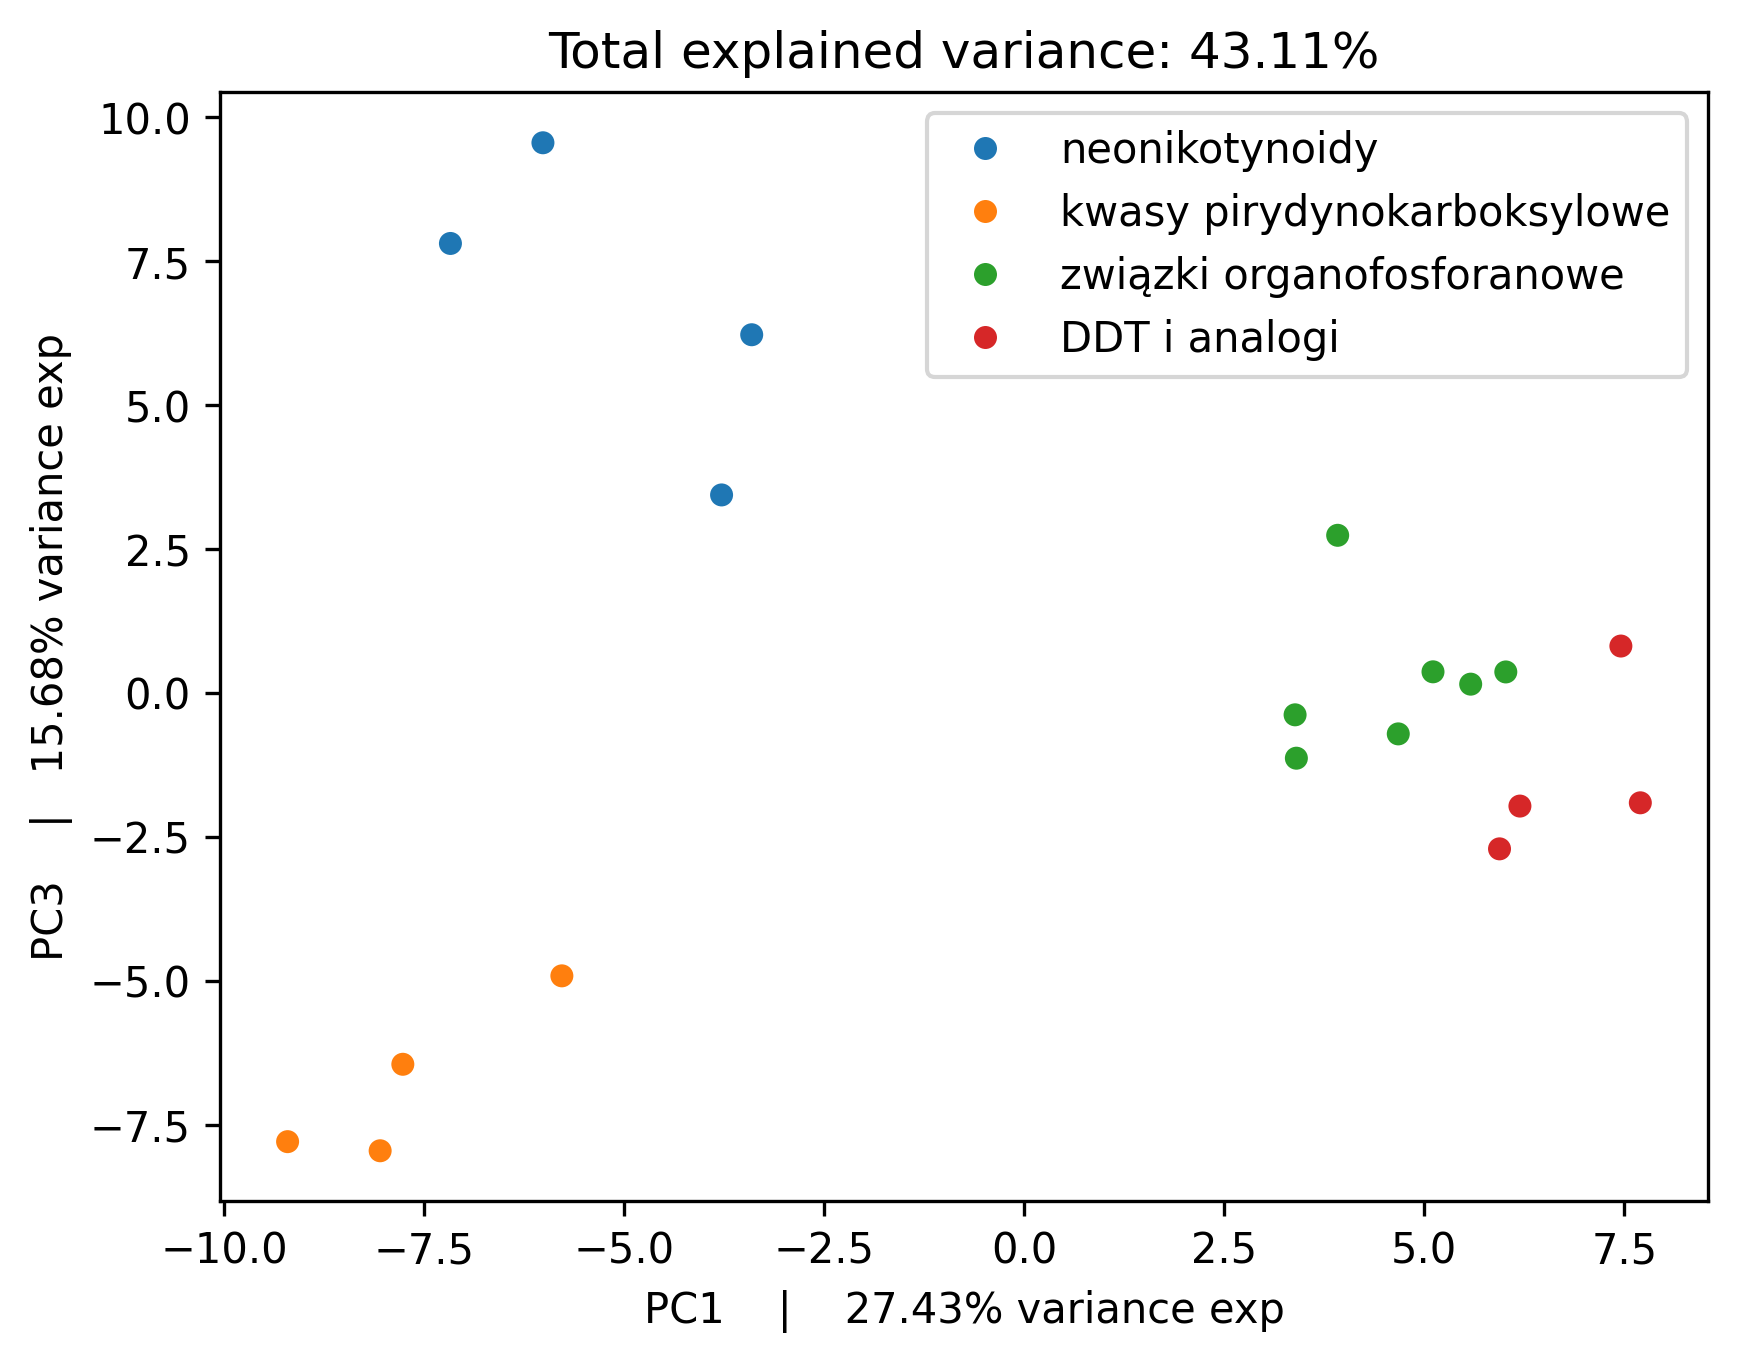 Total explained variance: 43.11%
10.0
7.5
5.0
2.5
0.0
−2.5
−5.0
−7.5
PC3 | 15.68% variance exp
neonikotynoidy
kwasy pirydynokarboksylowe
związki organofosforanowe
DDT i analogi
−10.0 −7.5 −5.0 −2.5 0.0 2.5 5.0 7.5
PC1 | 27.43% variance exp